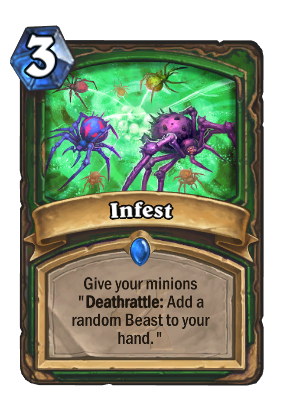 3
Infest
Give your minions
"Deathrattle: Add a
random Beast to your
hand."